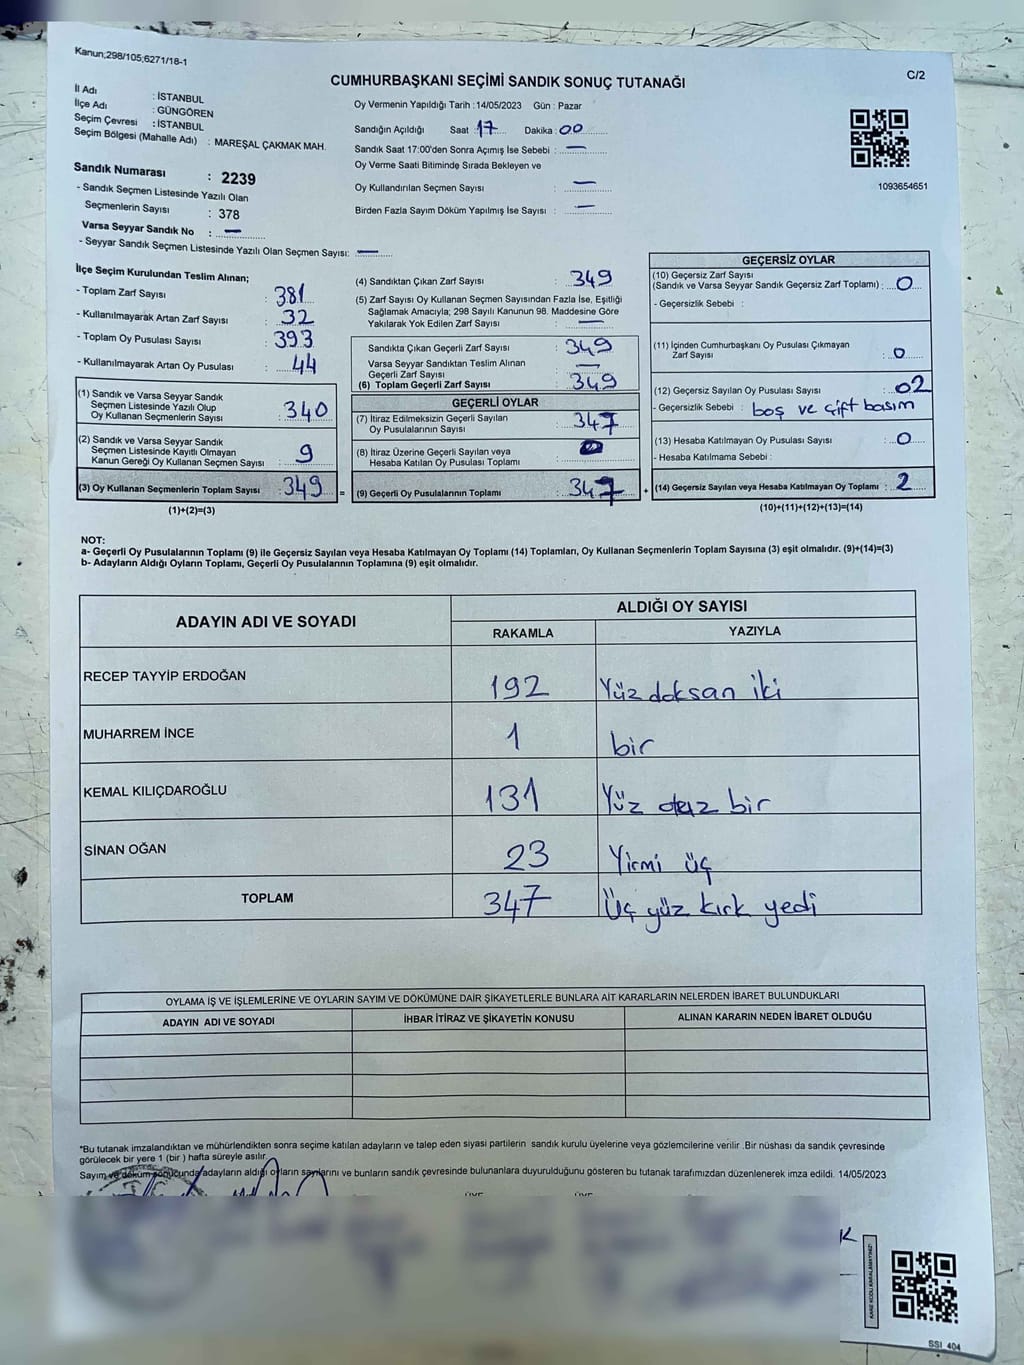 Kanun;298/105;6271/18-1
C/2
CUMHURBAŞKANI SEÇİMİ SANDIK SONUÇ TUTANAĞI
İl Adı : İSTANBUL
İlçe Adı : GÜNGÖREN
Seçim Çevresi : İSTANBUL
Seçim Bölgesi (Mahalle Adı) : MAREŞAL ÇAKMAK MAH.
Sandık Numarası : 2239
- Sandık Seçmen Listesinde Yazılı Olan
Seçmenlerin Sayısı : 378
Varsa Seyyar Sandık No : —
- Seyyar Sandık Seçmen Listesinde Yazılı Olan Seçmen Sayısı: —
Oy Vermenin Yapıldığı Tarih : 14/05/2023 Gün : Pazar
Sandığın Açıldığı Saat : 17 Dakika : 00
Sandık Saat 17:00'den Sonra Açımış İse Sebebi : —
Oy Verme Saati Bitiminde Sırada Bekleyen ve
Oy Kullandırılan Seçmen Sayısı : —
Birden Fazla Sayım Döküm Yapılmış İse Sayısı : —
1093654651
İlçe Seçim Kurulundan Teslim Alınan;
- Toplam Zarf Sayısı : 381
- Kullanılmayarak Artan Zarf Sayısı : 32
- Toplam Oy Pusulası Sayısı : 393
- Kullanılmayarak Artan Oy Pusulası : 44
(1) Sandık ve Varsa Seyyar Sandık
Seçmen Listesinde Yazılı Olup
Oy Kullanan Seçmenlerin Sayısı : 340
(2) Sandık ve Varsa Seyyar Sandık
Seçmen Listesinde Kayıtlı Olmayan
Kanun Gereği Oy Kullanan Seçmen Sayısı : 9
(3) Oy Kullanan Seçmenlerin Toplam Sayısı : 349
(1)+(2)=(3)
(4) Sandıktan Çıkan Zarf Sayısı : 349
(5) Zarf Sayısı Oy Kullanan Seçmen Sayısından Fazla İse, Eşitliği
Sağlamak Amacıyla; 298 Sayılı Kanunun 98. Maddesine Göre
Yakılarak Yok Edilen Zarf Sayısı : —
Sandıkta Çıkan Geçerli Zarf Sayısı : 349
Varsa Seyyar Sandıktan Teslim Alınan
Geçerli Zarf Sayısı : —
(6) Toplam Geçerli Zarf Sayısı : 349
=
GEÇERLİ OYLAR
(7) İtiraz Edilmeksizin Geçerli Sayılan
Oy Pusulalarının Sayısı : 347
(8) İtiraz Üzerine Geçerli Sayılan veya
Hesaba Katılan Oy Pusulası Toplamı :
(9) Geçerli Oy Pusulalarının Toplamı : 347
+
GEÇERSİZ OYLAR
(10) Geçersiz Zarf Sayısı
(Sandık ve Varsa Seyyar Sandık Geçersiz Zarf Toplamı) : 0
- Geçersizlik Sebebi :
(11) İçinden Cumhurbaşkanı Oy Pusulası Çıkmayan
Zarf Sayısı : 0
(12) Geçersiz Sayılan Oy Pusulası Sayısı : 02
- Geçersizlik Sebebi : boş ve çift basım
(13) Hesaba Katılmayan Oy Pusulası Sayısı : 0
- Hesaba Katılmama Sebebi :
(14) Geçersiz Sayılan veya Hesaba Katılmayan Oy Toplamı : 2
(10)+(11)+(12)+(13)=(14)
NOT:
a- Geçerli Oy Pusulalarının Toplamı (9) ile Geçersiz Sayılan veya Hesaba Katılmayan Oy Toplamı (14) Toplamları, Oy Kullanan Seçmenlerin Toplam Sayısına (3) eşit olmalıdır. (9)+(14)=(3)
b- Adayların Aldığı Oyların Toplamı, Geçerli Oy Pusulalarının Toplamına (9) eşit olmalıdır.
ADAYIN ADI VE SOYADI
ALDIĞI OY SAYISI
RAKAMLA YAZIYLA
RECEP TAYYİP ERDOĞAN 192 Yüz doksan iki
MUHARREM İNCE 1 bir
KEMAL KILIÇDAROĞLU 131 Yüz otuz bir
SİNAN OĞAN 23 Yirmi üç
TOPLAM 347 Üç yüz kırk yedi
OYLAMA İŞ VE İŞLEMLERİNE VE OYLARIN SAYIM VE DÖKÜMÜNE DAİR ŞİKAYETLERLE BUNLARA AİT KARARLARIN NELERDEN İBARET BULUNDUKLARI
ADAYIN ADI VE SOYADI İHBAR İTİRAZ VE ŞİKAYETİN KONUSU ALINAN KARARIN NEDEN İBARET OLDUĞU
*Bu tutanak imzalandıktan ve mühürlendikten sonra seçime katılan adayların ve talep eden siyasi partilerin sandık kurulu üyelerine veya gözlemcilerine verilir .Bir nüshası da sandık çevresinde
görülecek bir yere 1 (bir ) hafta süreyle asılır.
Sayım ve döküm sonucunda adayların aldığı oyların sayılarını ve bunların sandık çevresinde bulunanlara duyurulduğunu gösteren bu tutanak tarafımızdan düzenlenerek imza edildi. 14/05/2023
KARE KODU KARALAMAYINIZ!
SSI 404